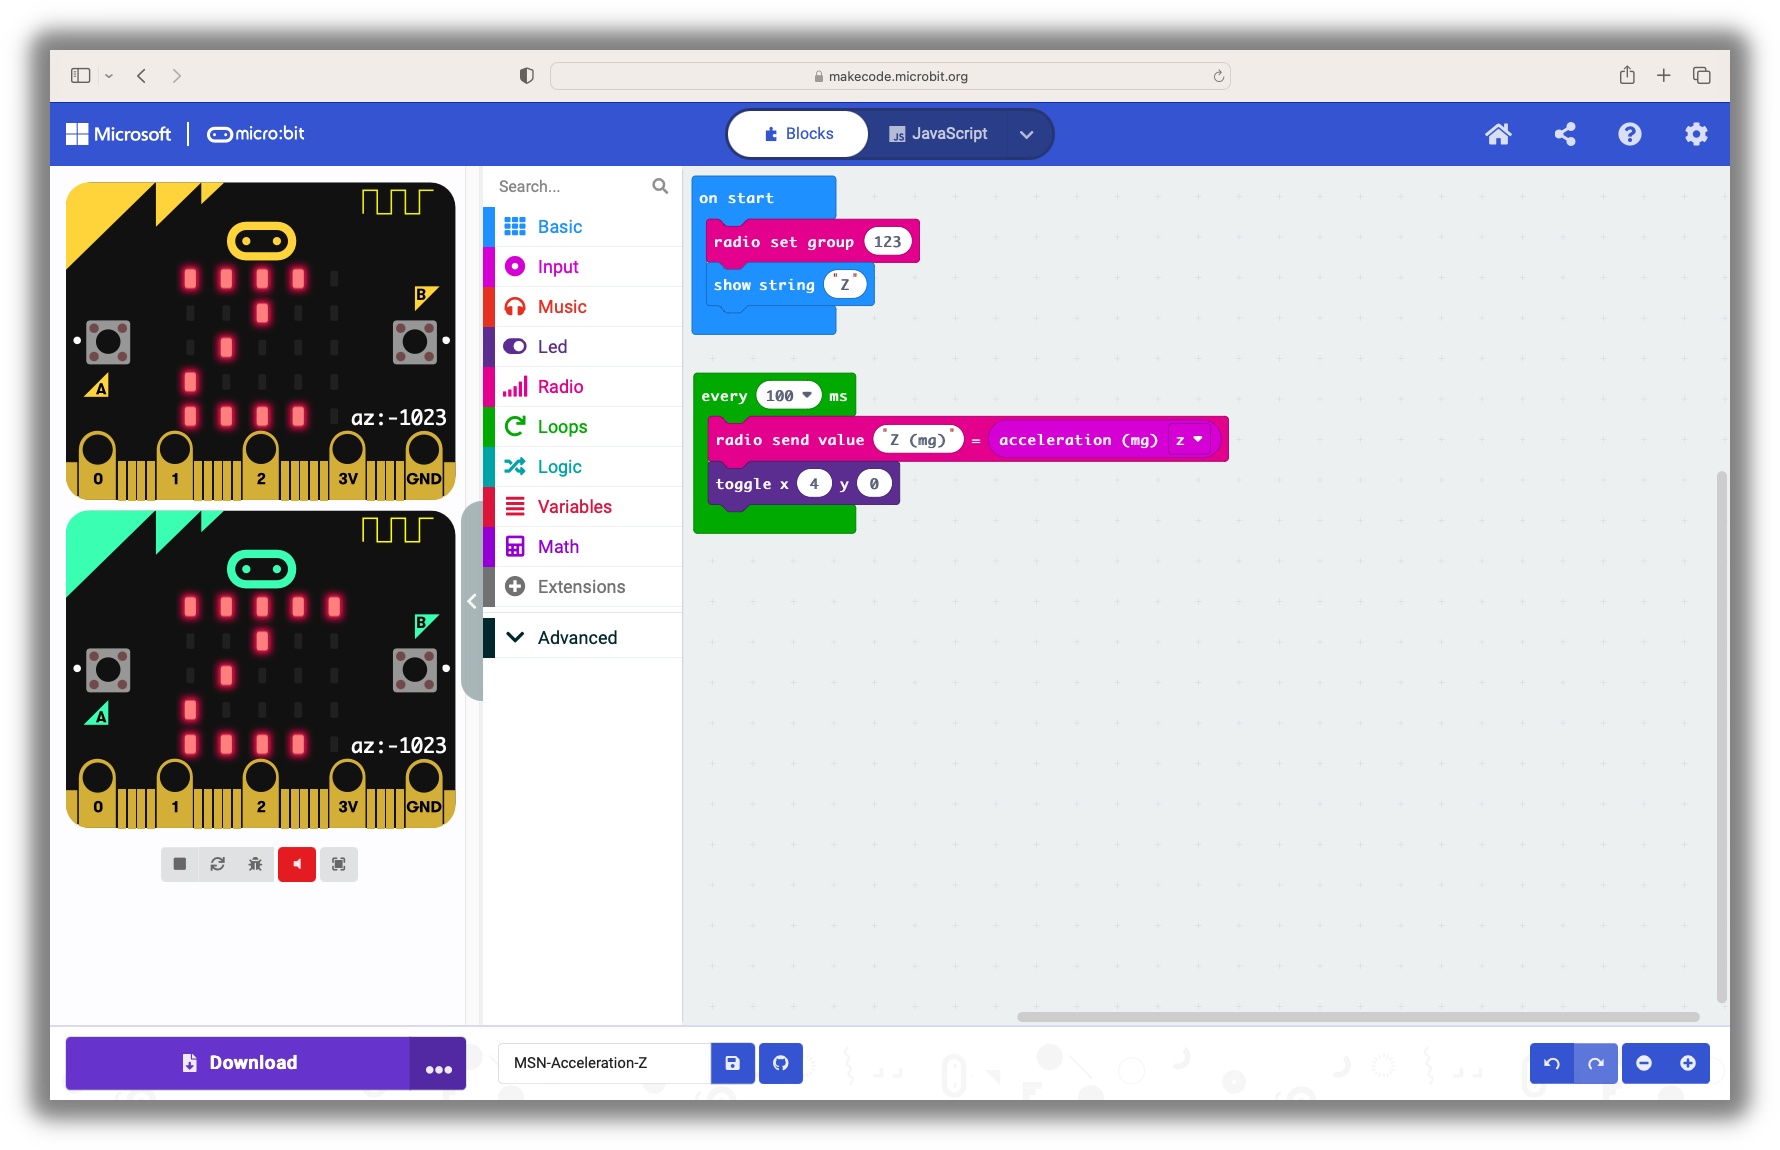 makecode.microbit.org
Microsoft | micro:bit
Blocks
JS JavaScript
B
A
az:-1023
0 1 2 3V GND
B
A
az:-1023
0 1 2 3V GND
Search...
Basic
Input
Music
Led
Radio
Loops
Logic
Variables
Math
Extensions
Advanced
on start
radio set group 123
show string "Z"
every 100 ms
radio send value "Z (mg)" = acceleration (mg) z
toggle x 4 y 0
Download
MSN-Acceleration-Z